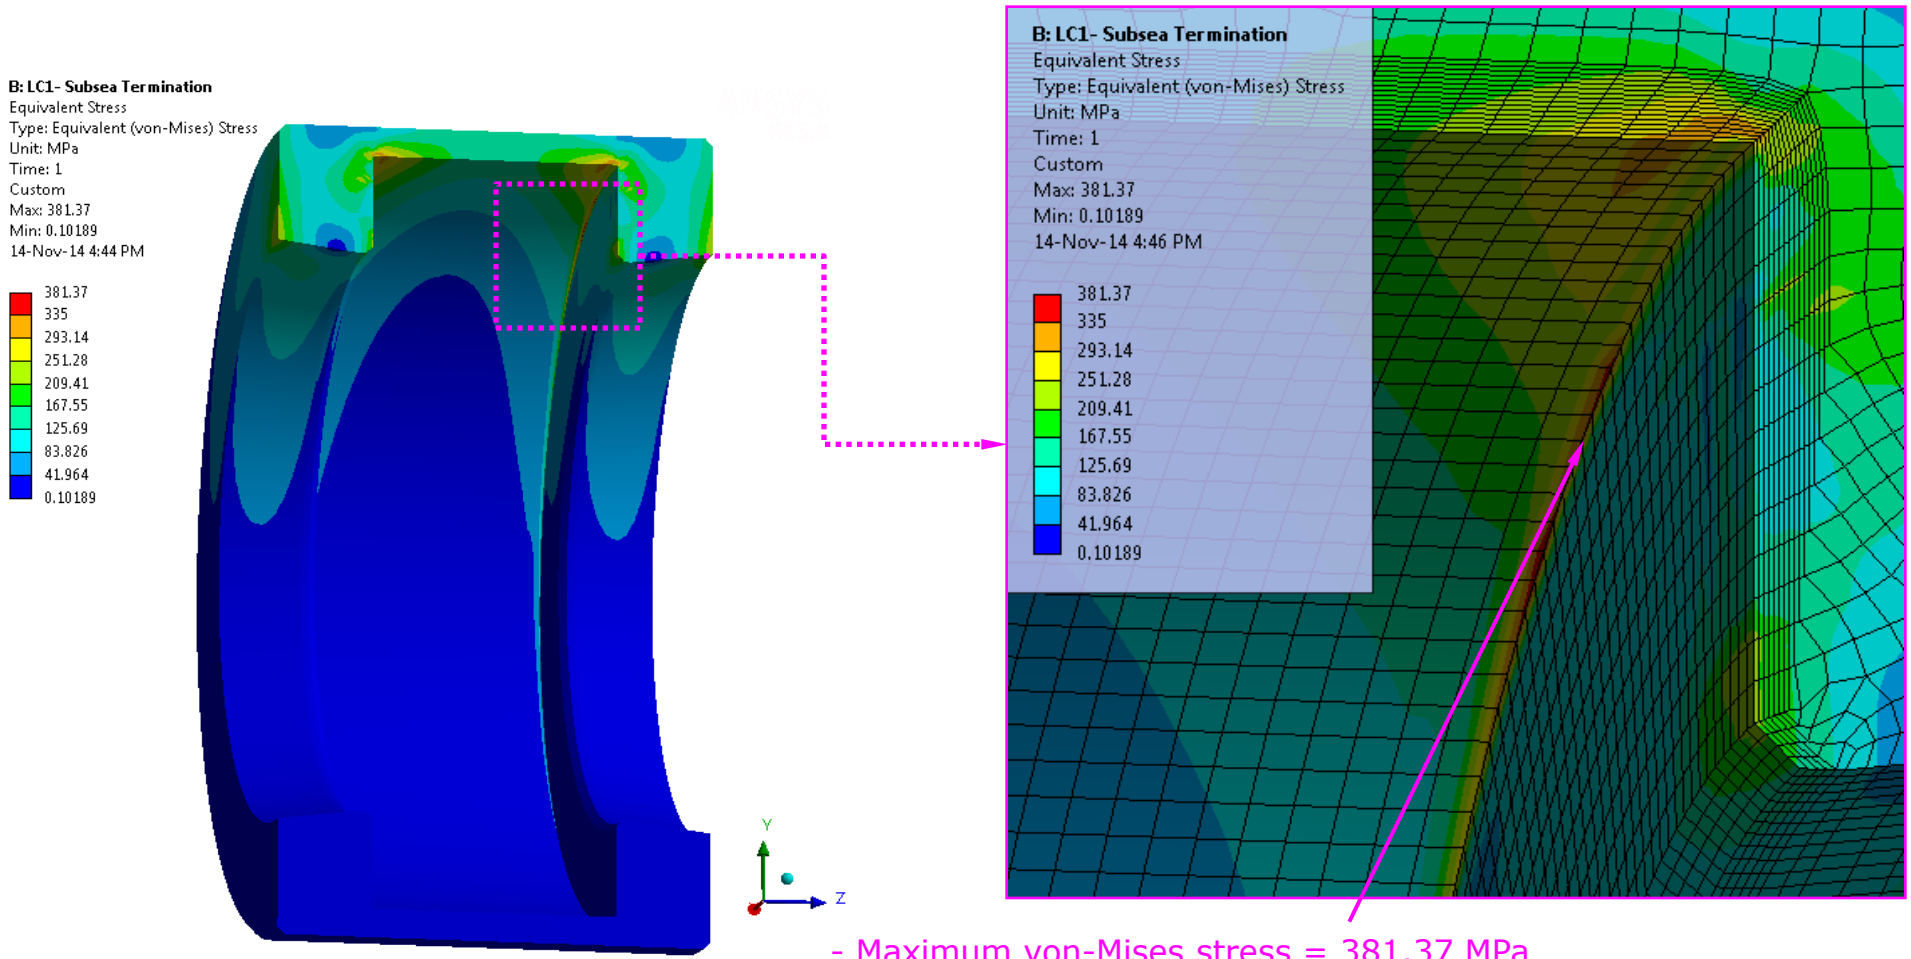 B: LC1- Subsea Termination
Equivalent Stress
Type: Equivalent (von-Mises) Stress
Unit: MPa
Time: 1
Custom
Max: 381.37
Min: 0.10189
14-Nov-14 4:44 PM
381.37
335
293.14
251.28
209.41
167.55
125.69
83.826
41.964
0.10189
Y
Z
B: LC1- Subsea Termination
Equivalent Stress
Type: Equivalent (von-Mises) Stress
Unit: MPa
Time: 1
Custom
Max: 381.37
Min: 0.10189
14-Nov-14 4:46 PM
381.37
335
293.14
251.28
209.41
167.55
125.69
83.826
41.964
0.10189
- Maximum von-Mises stress = 381.37 MPa